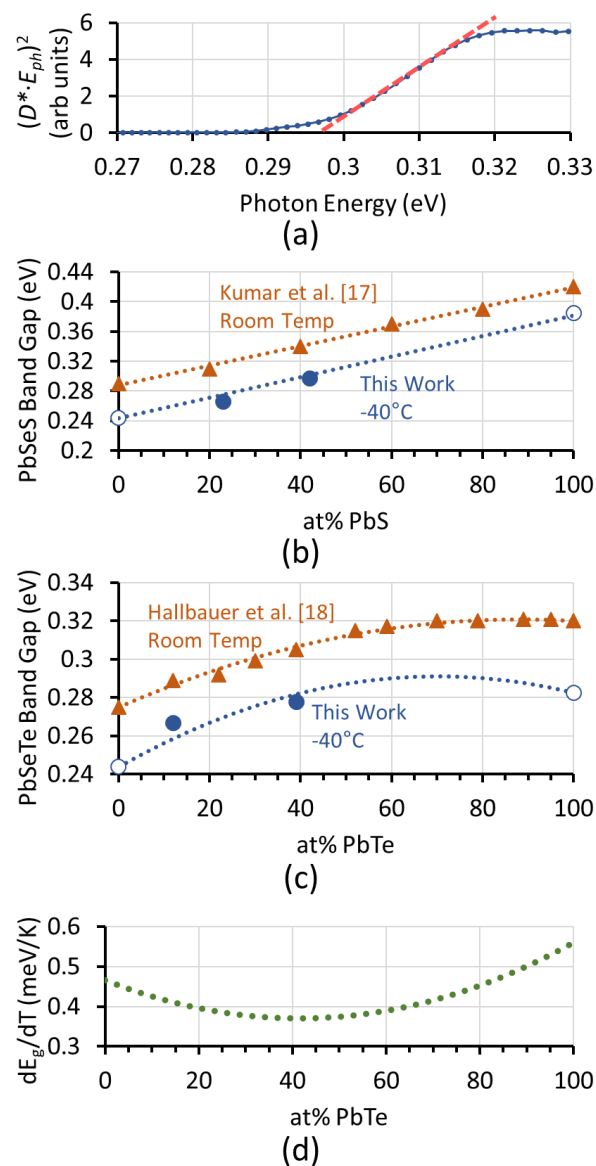 (D*·E_ph)²
(arb units)
6
4
2
0
0.27 0.28 0.29 0.3 0.31 0.32 0.33
Photon Energy (eV)
(a)
PbSeS Band Gap (eV)
0.44
0.4
0.36
0.32
0.28
0.24
0.2
Kumar et al. [17]
Room Temp
This Work
-40°C
0 20 40 60 80 100
at% PbS
(b)
PbSeTe Band Gap (eV)
0.34
0.32
0.3
0.28
0.26
0.24
Hallbauer et al. [18]
Room Temp
This Work
-40°C
0 20 40 60 80 100
at% PbTe
(c)
dE_g/dT (meV/K)
0.6
0.5
0.4
0.3
0 20 40 60 80 100
at% PbTe
(d)